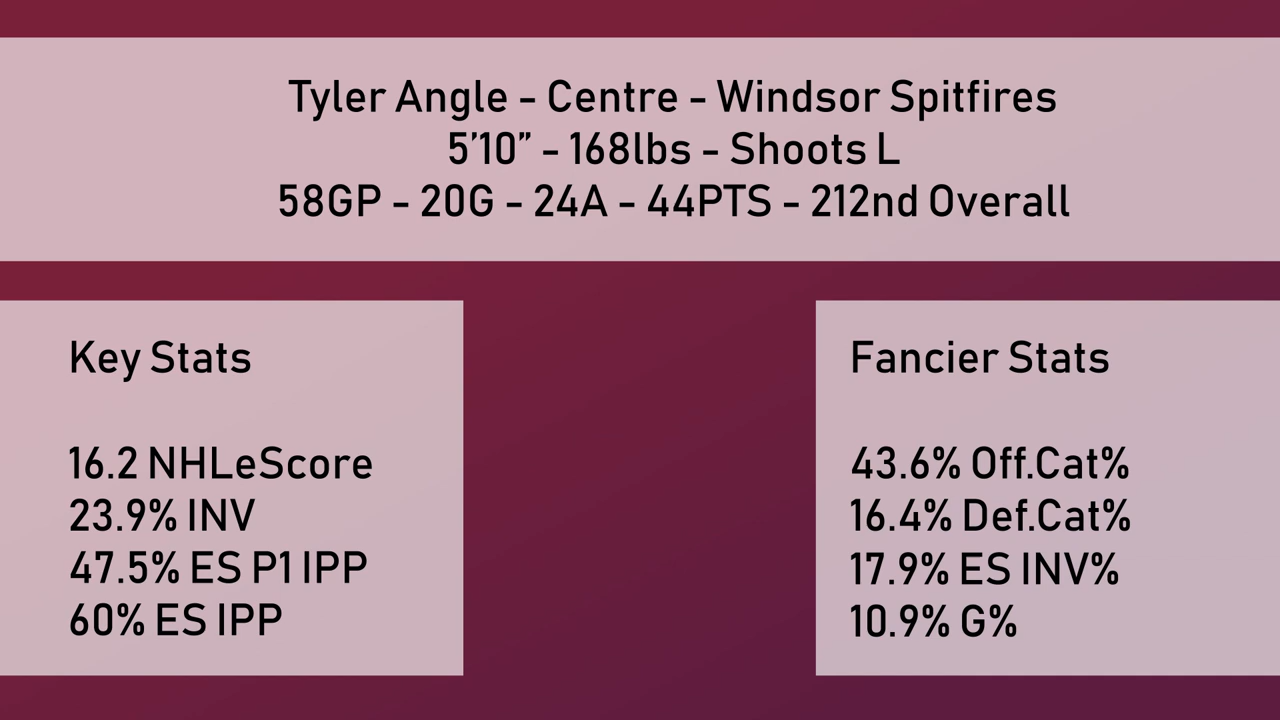 Tyler Angle - Centre - Windsor Spitfires
5'10” - 168lbs - Shoots L
58GP - 20G - 24A - 44PTS - 212nd Overall
Key Stats
16.2 NHLeScore
23.9% INV
47.5% ES P1 IPP
60% ES IPP
Fancier Stats
43.6% Off.Cat%
16.4% Def.Cat%
17.9% ES INV%
10.9% G%